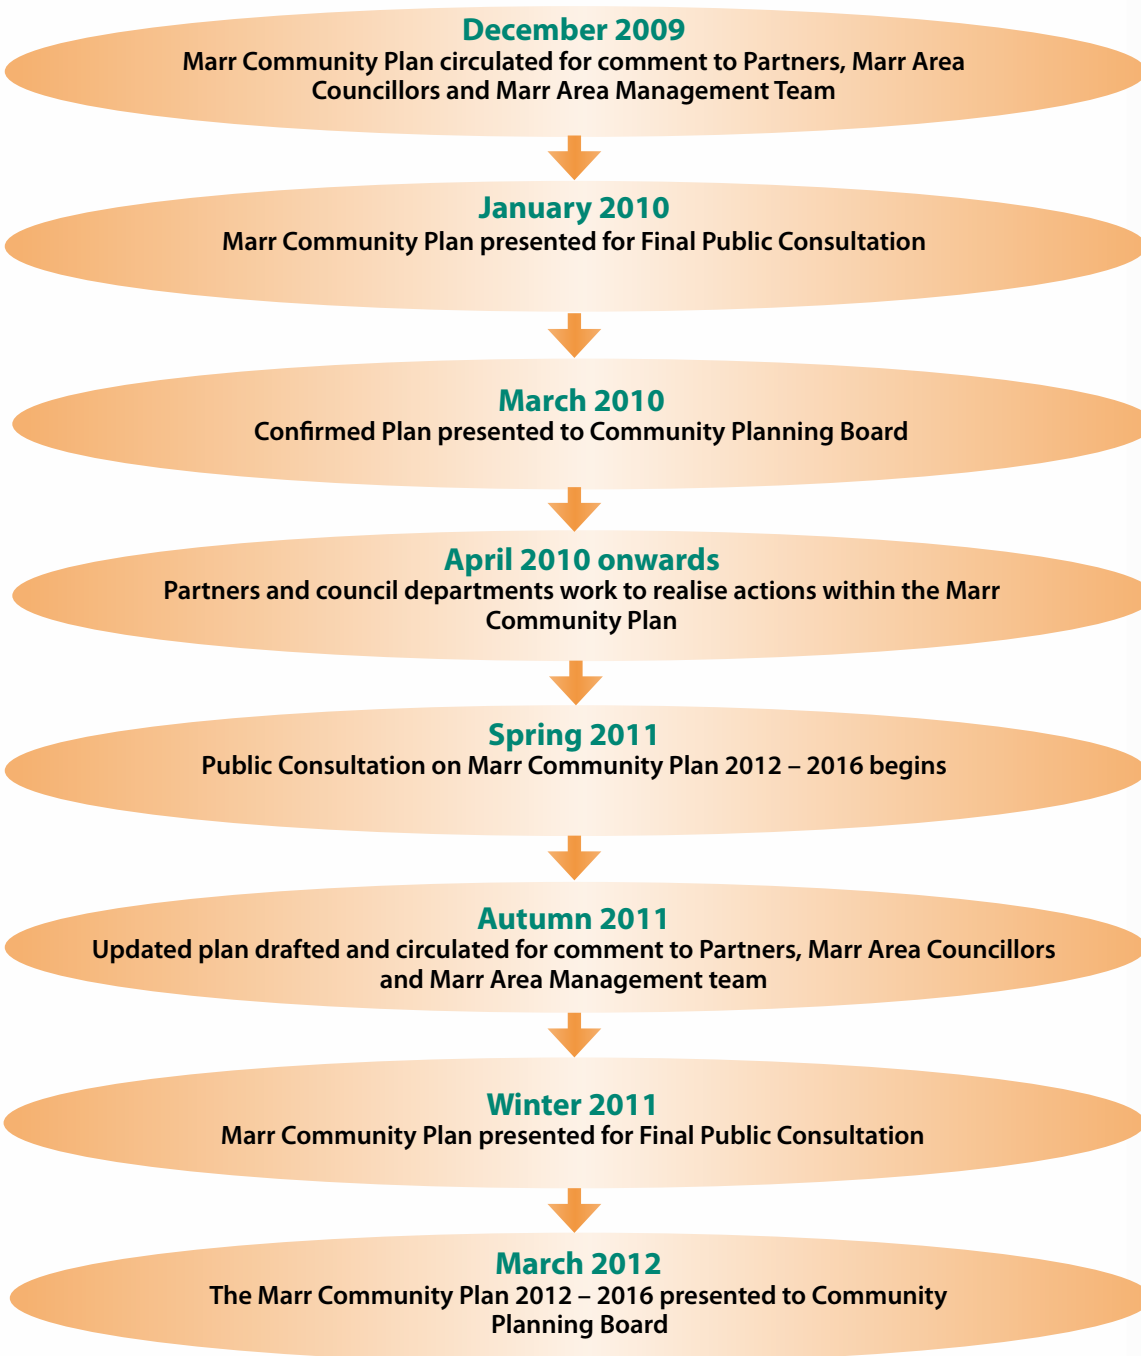 December 2009
Marr Community Plan circulated for comment to Partners, Marr Area
Councillors and Marr Area Management Team
January 2010
Marr Community Plan presented for Final Public Consultation
March 2010
Confirmed Plan presented to Community Planning Board
April 2010 onwards
Partners and council departments work to realise actions within the Marr
Community Plan
Spring 2011
Public Consultation on Marr Community Plan 2012 – 2016 begins
Autumn 2011
Updated plan drafted and circulated for comment to Partners, Marr Area Councillors
and Marr Area Management team
Winter 2011
Marr Community Plan presented for Final Public Consultation
March 2012
The Marr Community Plan 2012 – 2016 presented to Community
Planning Board